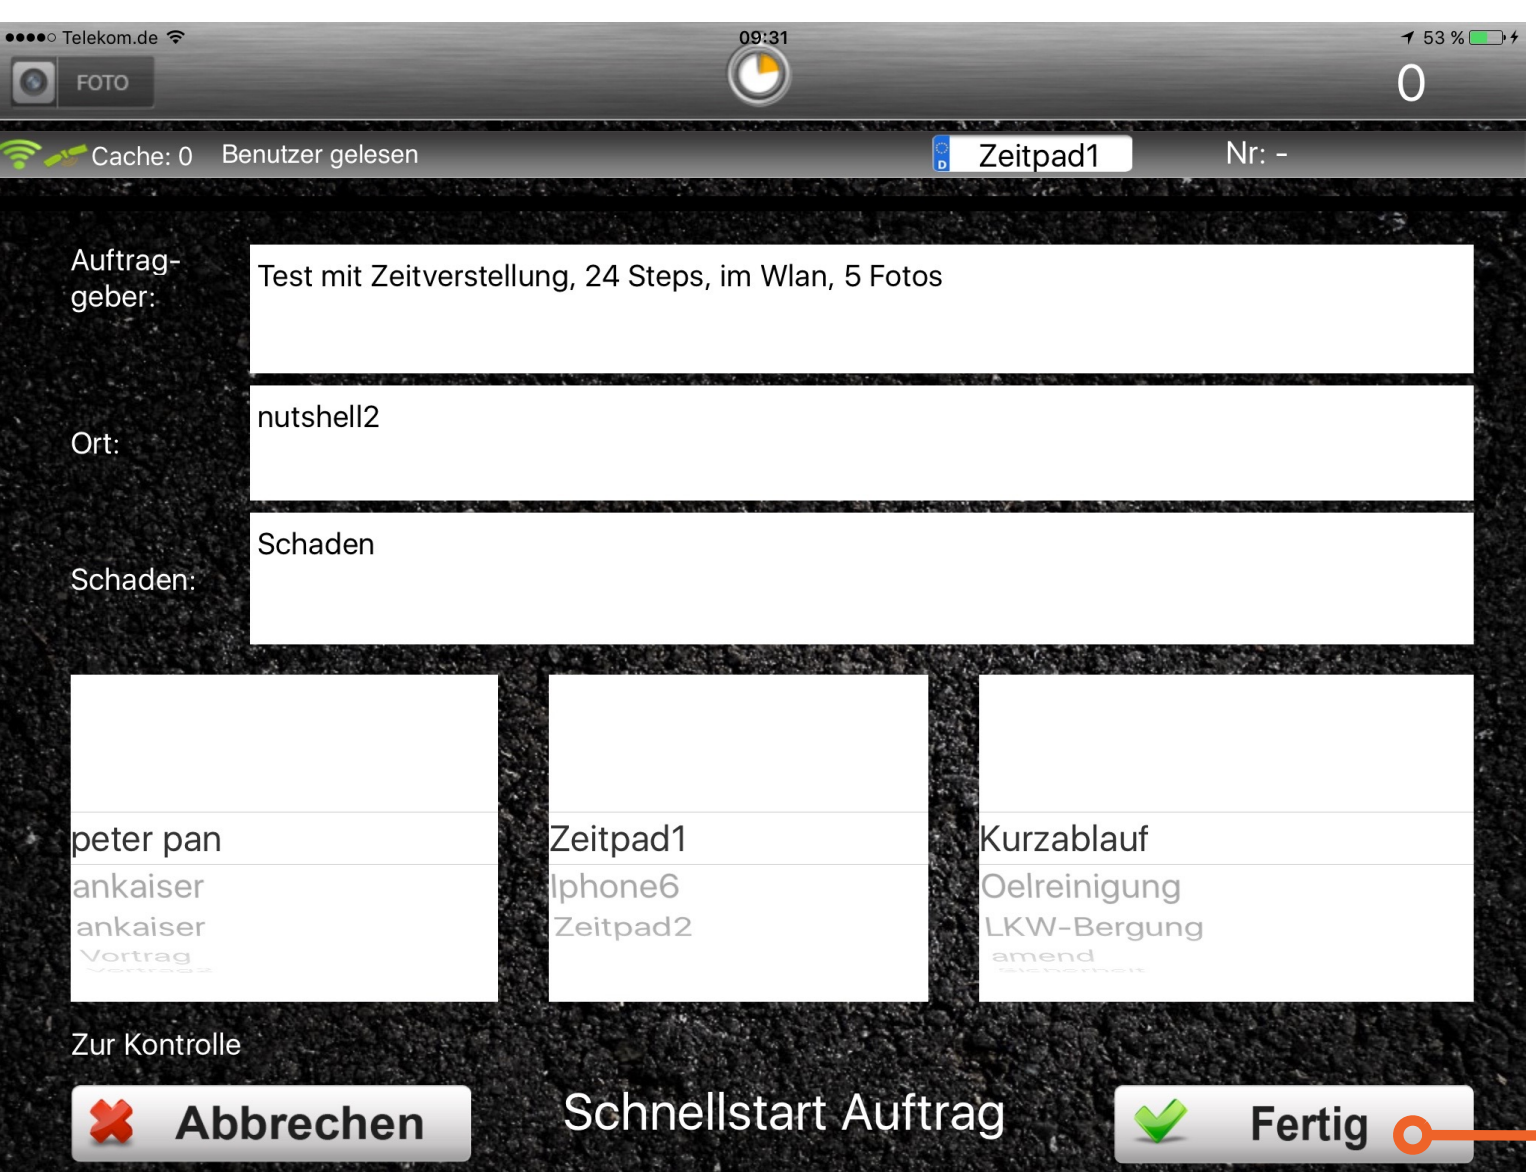 Telekom.de
09:31
53 %
FOTO
0
Cache: 0
Benutzer gelesen
D
Zeitpad1
Nr: -
Auftrag-
geber:
Test mit Zeitverstellung, 24 Steps, im Wlan, 5 Fotos
Ort:
nutshell2
Schaden:
Schaden
peter pan
ankaiser
ankaiser
Vortrag
Vortrag2
Zeitpad1
Iphone6
Zeitpad2
Kurzablauf
Oelreinigung
LKW-Bergung
amend
Sicherheit
Zur Kontrolle
Abbrechen
Schnellstart Auftrag
Fertig